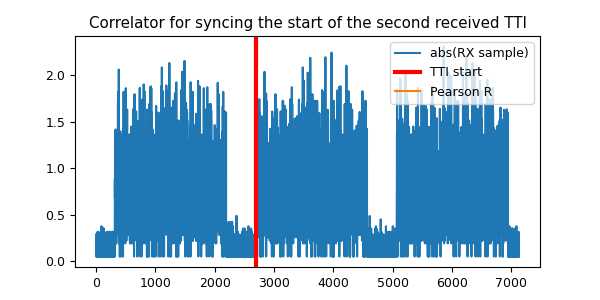 Correlator for syncing the start of the second received TTI
abs(RX sample)
TTI start
Pearson R
2.0
1.5
1.0
0.5
0.0
0 1000 2000 3000 4000 5000 6000 7000